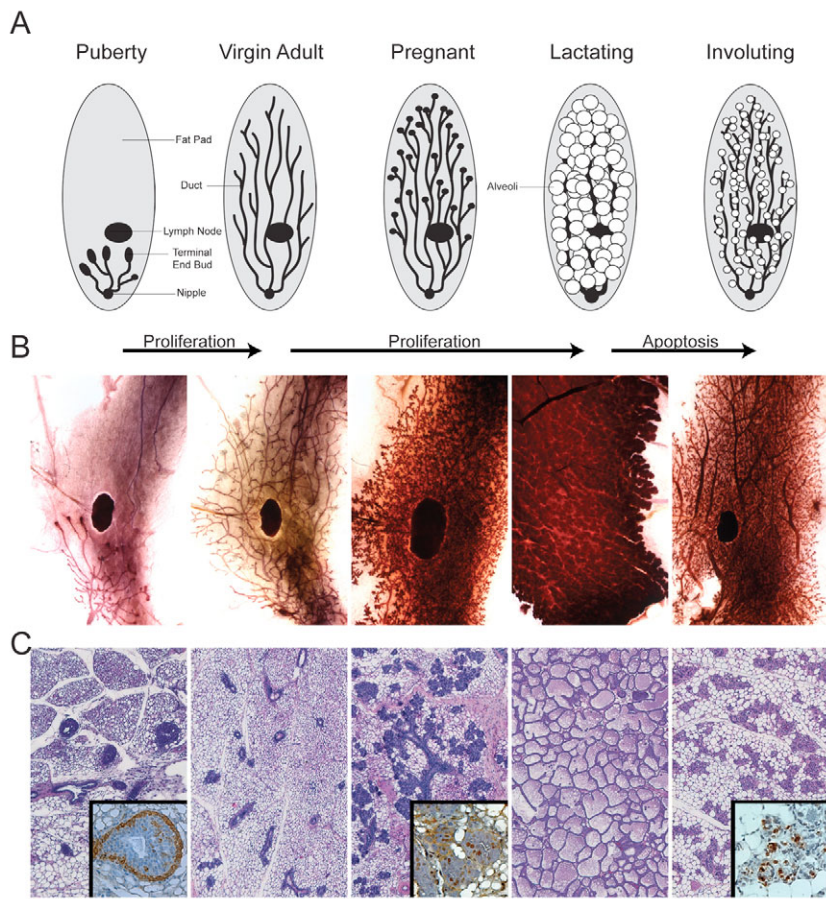 A
Puberty
Virgin Adult
Pregnant
Lactating
Involuting
Fat Pad
Duct
Alveoli
Lymph Node
Terminal
End Bud
Nipple
B
Proliferation
Proliferation
Apoptosis
C